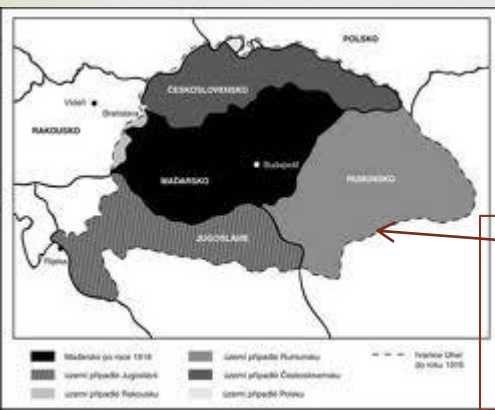 POLSKO
ČESKOSLOVENSKO
Vídeň
Bratislava
RAKOUSKO
Budapešť
MAĎARSKO
RUMUNSKO
JUGOSLÁVIE
Rijeka
Maďarsko po roce 1918
území připadlé Jugoslávii
území připadlé Rakousku
území připadlé Rumunsku
území připadlé Československu
území připadlé Polsku
hranice Uher
do roku 1918